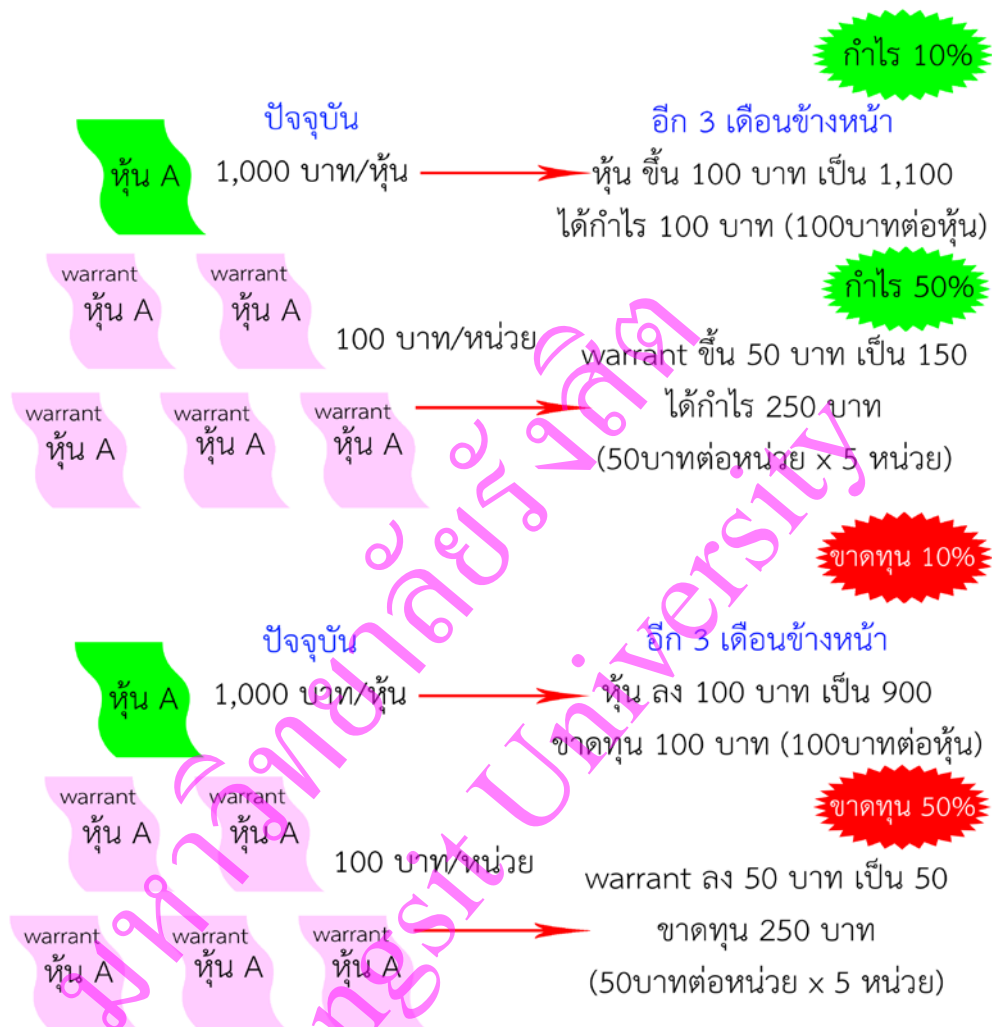 กำไร 10%
ปัจจุบัน
อีก 3 เดือนข้างหน้า
หุ้น A
1,000 บาท/หุ้น
หุ้น ขึ้น 100 บาท เป็น 1,100
ได้กำไร 100 บาท (100บาทต่อหุ้น)
warrant
หุ้น A
warrant
หุ้น A
กำไร 50%
100 บาท/หน่วย
warrant ขึ้น 50 บาท เป็น 150
warrant
หุ้น A
warrant
หุ้น A
warrant
หุ้น A
ได้กำไร 250 บาท
(50บาทต่อหน่วย x 5 หน่วย)
ขาดทุน 10%
ปัจจุบัน
อีก 3 เดือนข้างหน้า
หุ้น A
1,000 บาท/หุ้น
หุ้น ลง 100 บาท เป็น 900
ขาดทุน 100 บาท (100บาทต่อหุ้น)
warrant
หุ้น A
warrant
หุ้น A
ขาดทุน 50%
100 บาท/หน่วย
warrant ลง 50 บาท เป็น 50
warrant
หุ้น A
warrant
หุ้น A
warrant
หุ้น A
ขาดทุน 250 บาท
(50บาทต่อหน่วย x 5 หน่วย)
มหาวิทยาลัยรังสิต
ngsit University